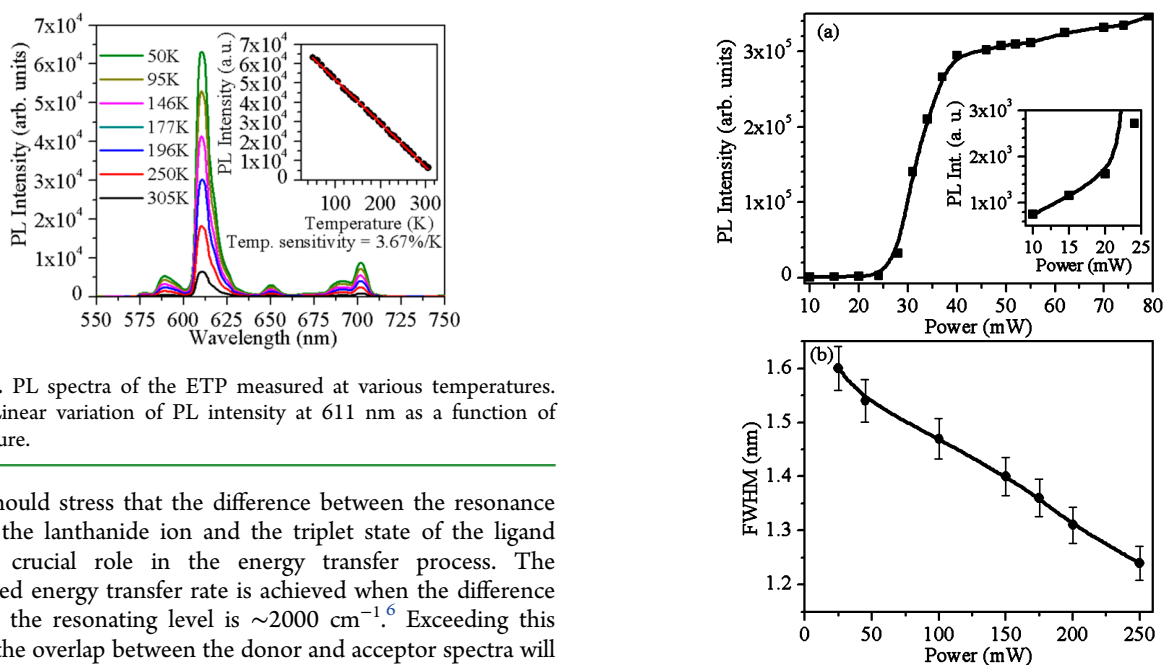 7x10⁴
6x10⁴
5x10⁴
4x10⁴
3x10⁴
2x10⁴
1x10⁴
0
PL Intensity (arb. units)
50K
95K
146K
177K
196K
250K
305K
7x10⁴
6x10⁴
5x10⁴
4x10⁴
3x10⁴
2x10⁴
1x10⁴
0
PL Intensity (a.u.)
100 200 300
Temperature (K)
Temp. sensitivity = 3.67%/K
550 575 600 625 650 675 700 725 750
Wavelength (nm)
. PL spectra of the ETP measured at various temperatures.
Linear variation of PL intensity at 611 nm as a function of
ure.
hould stress that the difference between the resonance
the lanthanide ion and the triplet state of the ligand
crucial role in the energy transfer process. The
ed energy transfer rate is achieved when the difference
the resonating level is ∼2000 cm⁻¹.⁶ Exceeding this
the overlap between the donor and acceptor spectra will
(a)
3x10⁵
2x10⁵
1x10⁵
0
PL Intensity (arb. units)
3x10³
2x10³
1x10³
PL Int. (a. u.)
10 15 20 25
Power (mW)
10 20 30 40 50 60 70 80
Power (mW)
(b)
1.6
1.5
1.4
1.3
1.2
FWHM (nm)
0 50 100 150 200 250
Power (mW)